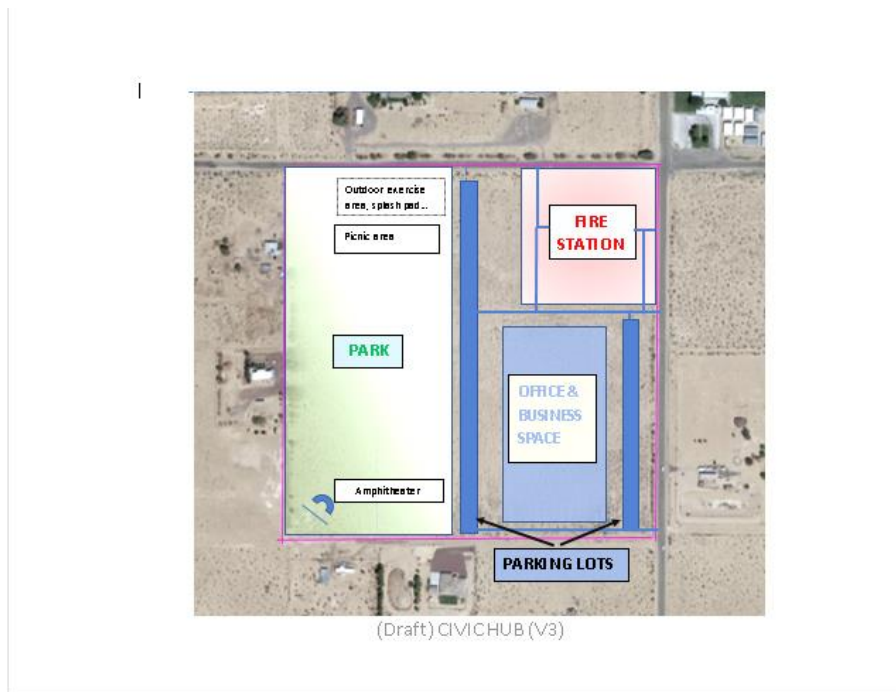 Outdoor exercise
area, splash pad...
Picnic area
FIRE
STATION
PARK
OFFICE &
BUSINESS
SPACE
Amphitheater
PARKING LOTS
(Draft) CIVIC HUB (V3)